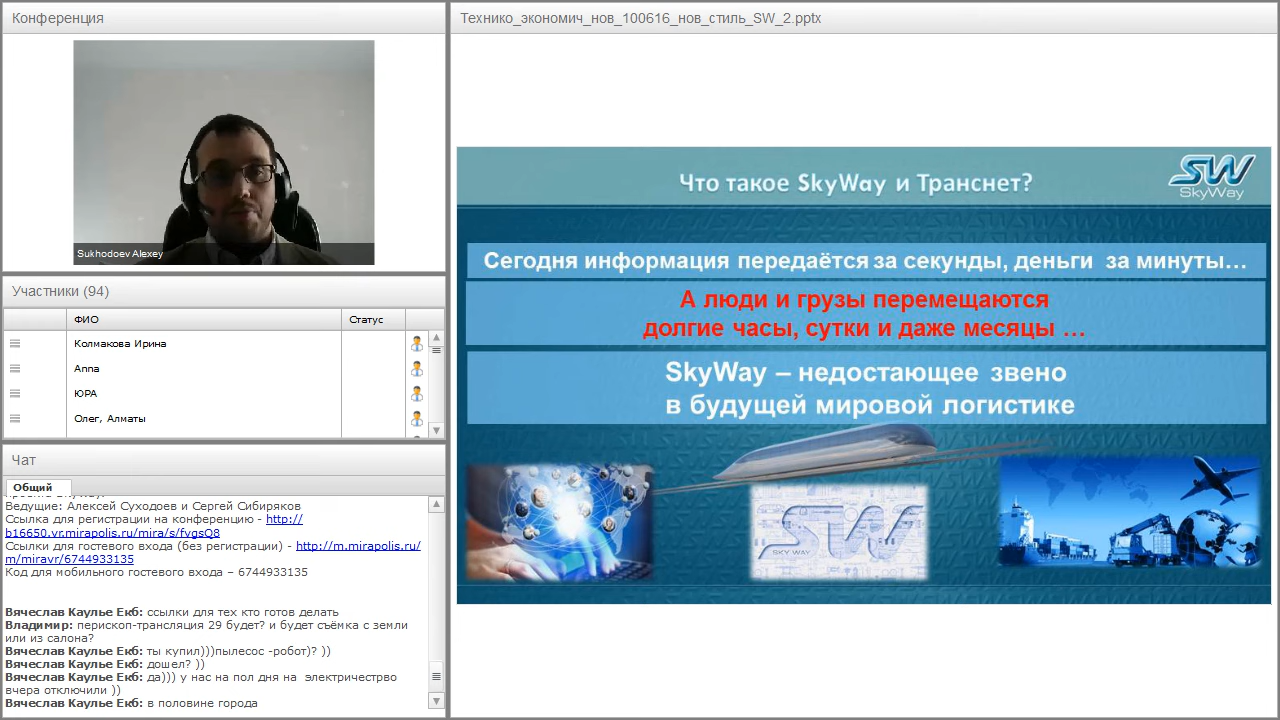 Конференция
Sukhodoev Alexey
Участники (94)
ФИО
Статус
Колмакова Ирина
Anna
ЮРА
Олег, Алматы
Чат
Общий
Ведущие: Алексей Суходоев и Сергей Сибиряков
Ссылка для регистрации на конференцию - http://
b16650.vr.mirapolis.ru/mira/s/fvgsQ8
Ссылки для гостевого входа (без регистрации) - http://m.mirapolis.ru/
m/miravr/6744933135
Код для мобильного гостевого входа – 6744933135
Вячеслав Каулье Екб: ссылки для тех кто готов делать
Владимир: перископ-трансляция 29 будет? и будет съёмка с земли
или из салона?
Вячеслав Каулье Екб: ты купил)))пылесос -робот)? ))
Вячеслав Каулье Екб: дошел? ))
Вячеслав Каулье Екб: да))) у нас на пол дня на  электричестрво
вчера отключили ))
Вячеслав Каулье Екб: в половине города
Технико_экономич_нов_100616_нов_стиль_SW_2.pptx
Что такое SkyWay и Транснет?
SW
SkyWay
Сегодня информация передаётся за секунды, деньги  за минуты…
А люди и грузы перемещаются
долгие часы, сутки и даже месяцы …
SkyWay – недостающее звено
в будущей мировой логистике
SW
SKY WAY